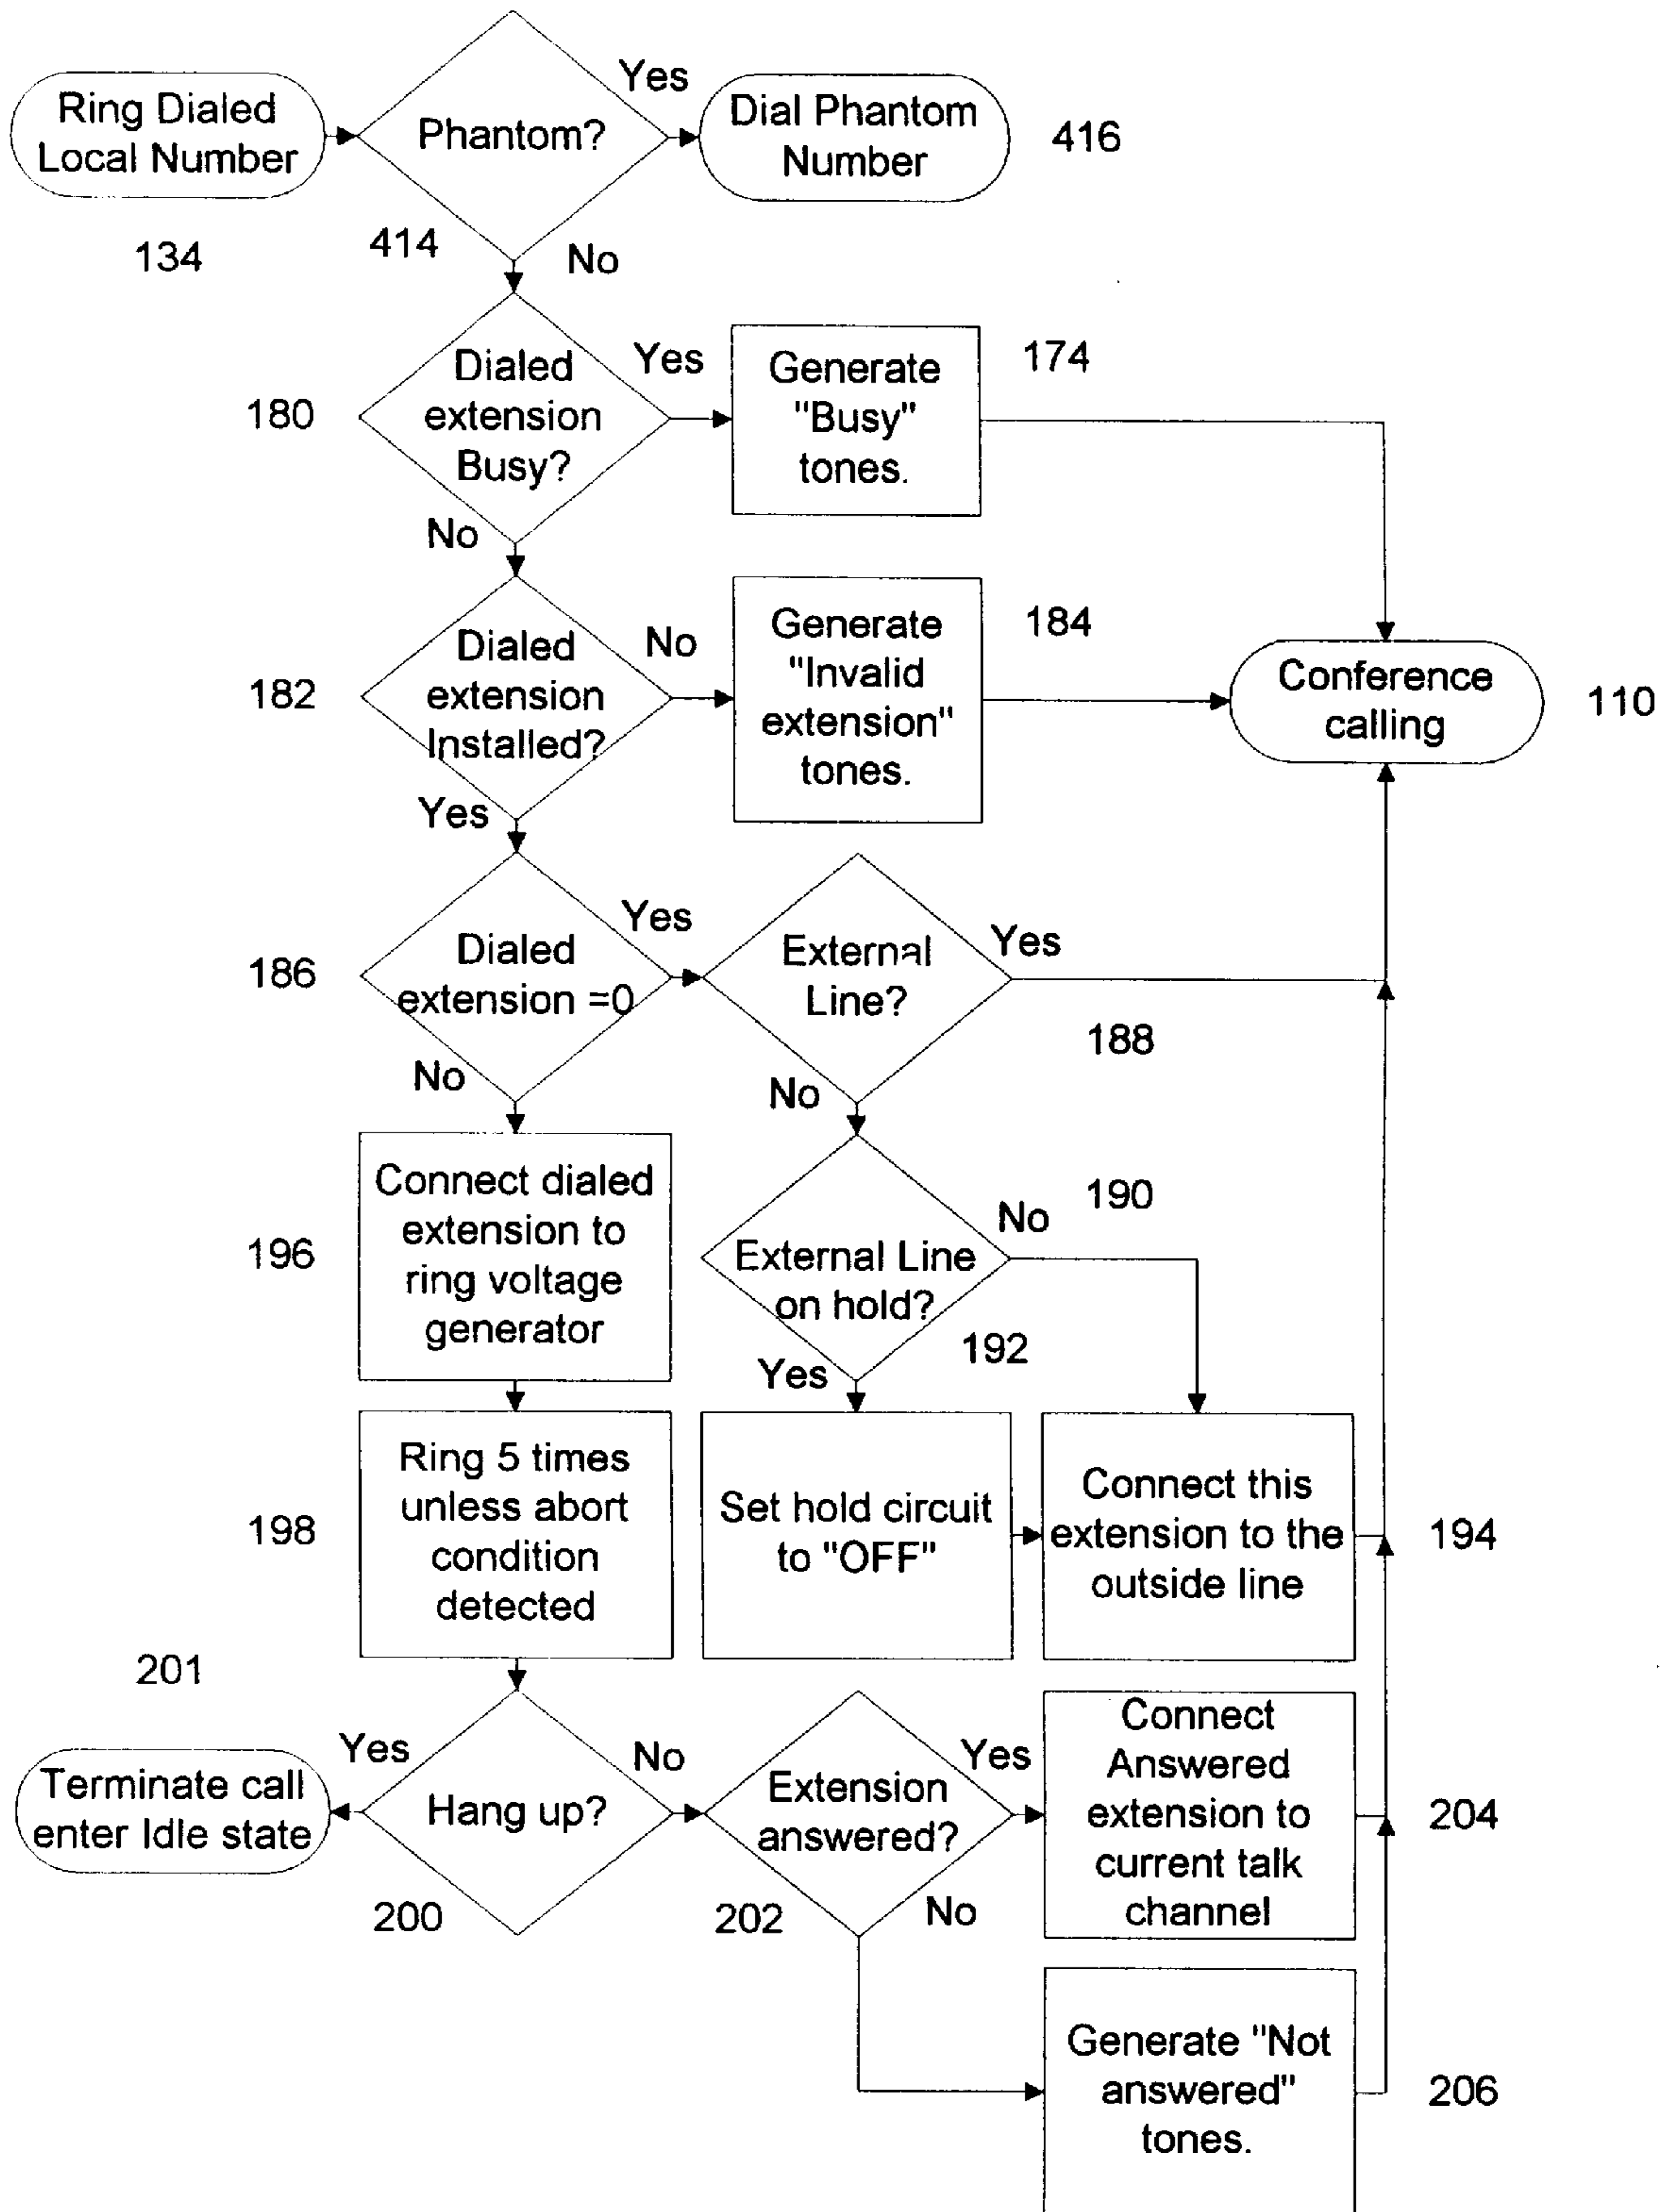 Ring Dialed
Local Number
134
Phantom?
414
Yes
Dial Phantom
Number
416
No
Dialed
extension
Busy?
180
Yes
Generate
"Busy"
tones.
174
No
Dialed
extension
Installed?
182
No
Generate
"Invalid
extension"
tones.
184
Conference
calling
110
Yes
Dialed
extension =0
186
Yes
External
Line?
Yes
188
No
No
Connect dialed
extension to
ring voltage
generator
196
External Line
on hold?
190
No
192
Yes
Ring 5 times
unless abort
condition
detected
198
Set hold circuit
to "OFF"
Connect this
extension to the
outside line
194
201
Terminate call
enter Idle state
Yes
Hang up?
200
No
Extension
answered?
202
Yes
Connect
Answered
extension to
current talk
channel
204
No
Generate "Not
answered"
tones.
206